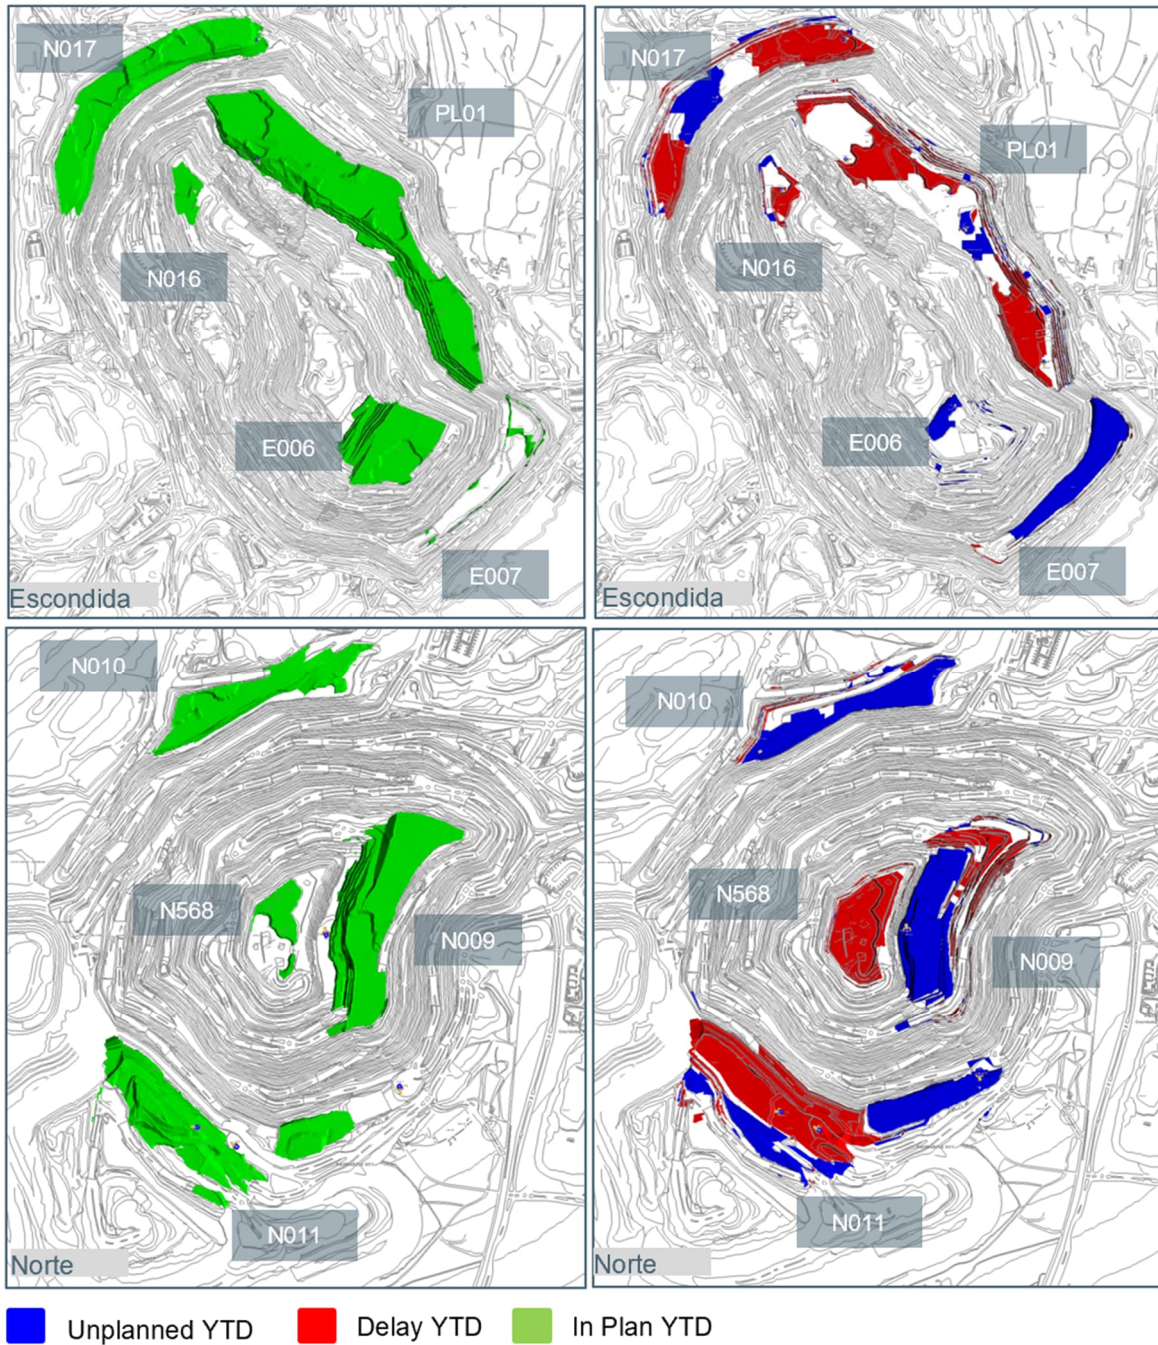 N017
PL01
N016
E006
E007
Escondida
N017
PL01
N016
E006
E007
Escondida
N010
N568
N009
N011
Norte
N010
N568
N009
N011
Norte
Unplanned YTD
Delay YTD
In Plan YTD